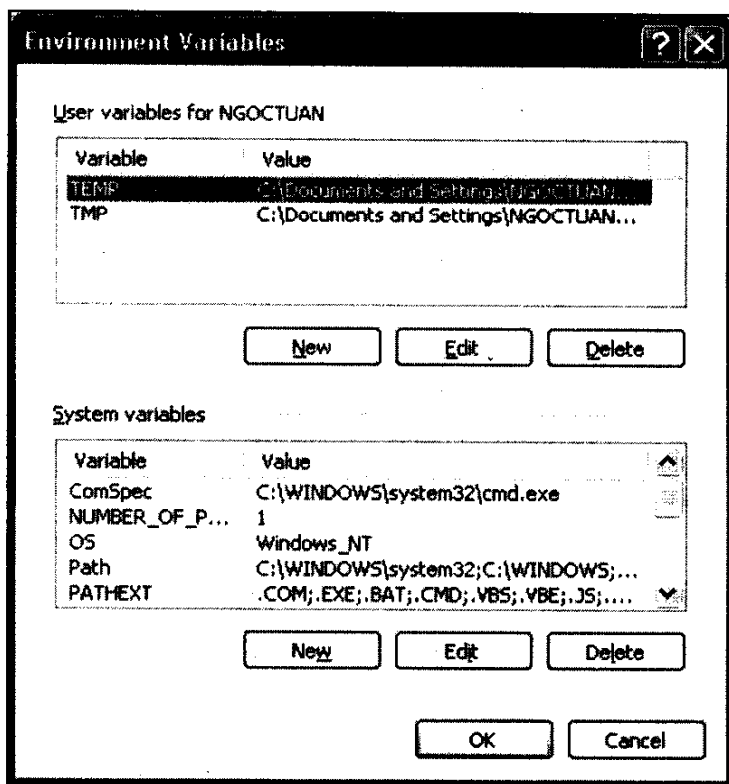 Environment Variables
User variables for NGOCTUAN
Variable Value
TEMP C:\Documents and Settings\NGOCTUAN...
TMP C:\Documents and Settings\NGOCTUAN...
New Edit Delete
System variables
Variable Value
ComSpec C:\WINDOWS\system32\cmd.exe
NUMBER_OF_P... 1
OS Windows_NT
Path C:\WINDOWS\system32;C:\WINDOWS;...
PATHEXT .COM;.EXE;.BAT;.CMD;.VBS;.VBE;.JS;....
New Edit Delete
OK Cancel